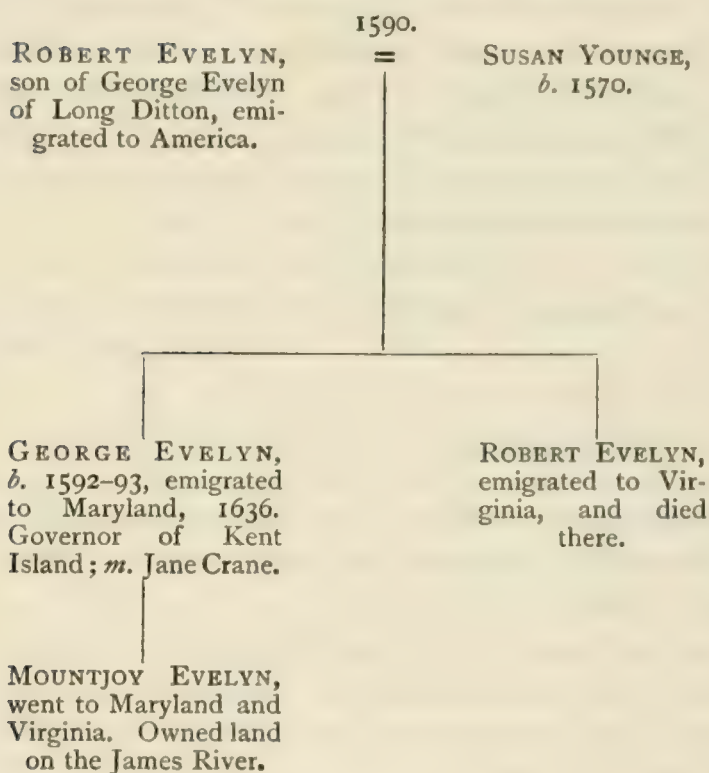 1590.
ROBERT EVELYN,
son of George Evelyn
of Long Ditton, emi-
grated to America.
=
SUSAN YOUNGE,
b. 1570.
GEORGE EVELYN,
b. 1592-93, emigrated
to Maryland, 1636.
Governor of Kent
Island; m. Jane Crane.
ROBERT EVELYN,
emigrated to Vir-
ginia, and died
there.
MOUNTJOY EVELYN,
went to Maryland and
Virginia. Owned land
on the James River.